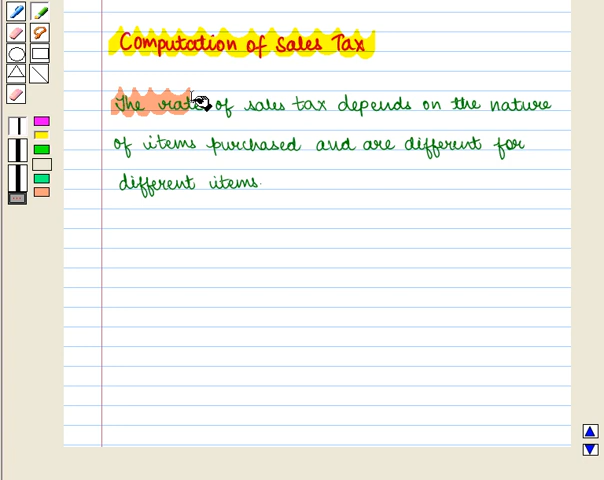 Computation of Sales Tax
The rate of sales tax depends on the nature
of items purchased and are different for
different items.